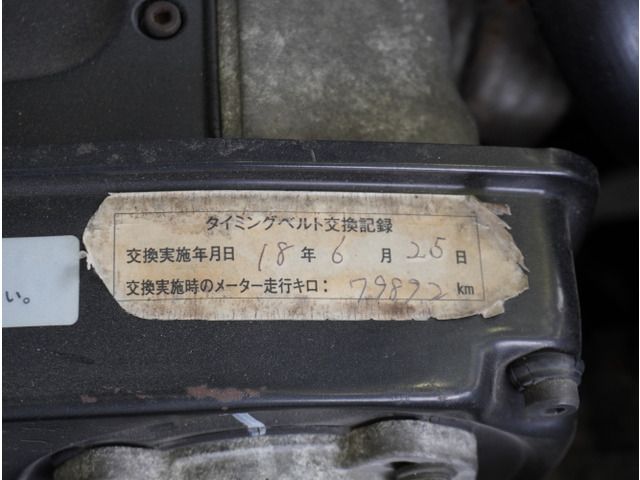 タイミングベルト交換記録
交換実施年月日 18 年 6 月 25 日
交換実施時のメーター走行キロ： 79892 km
い。